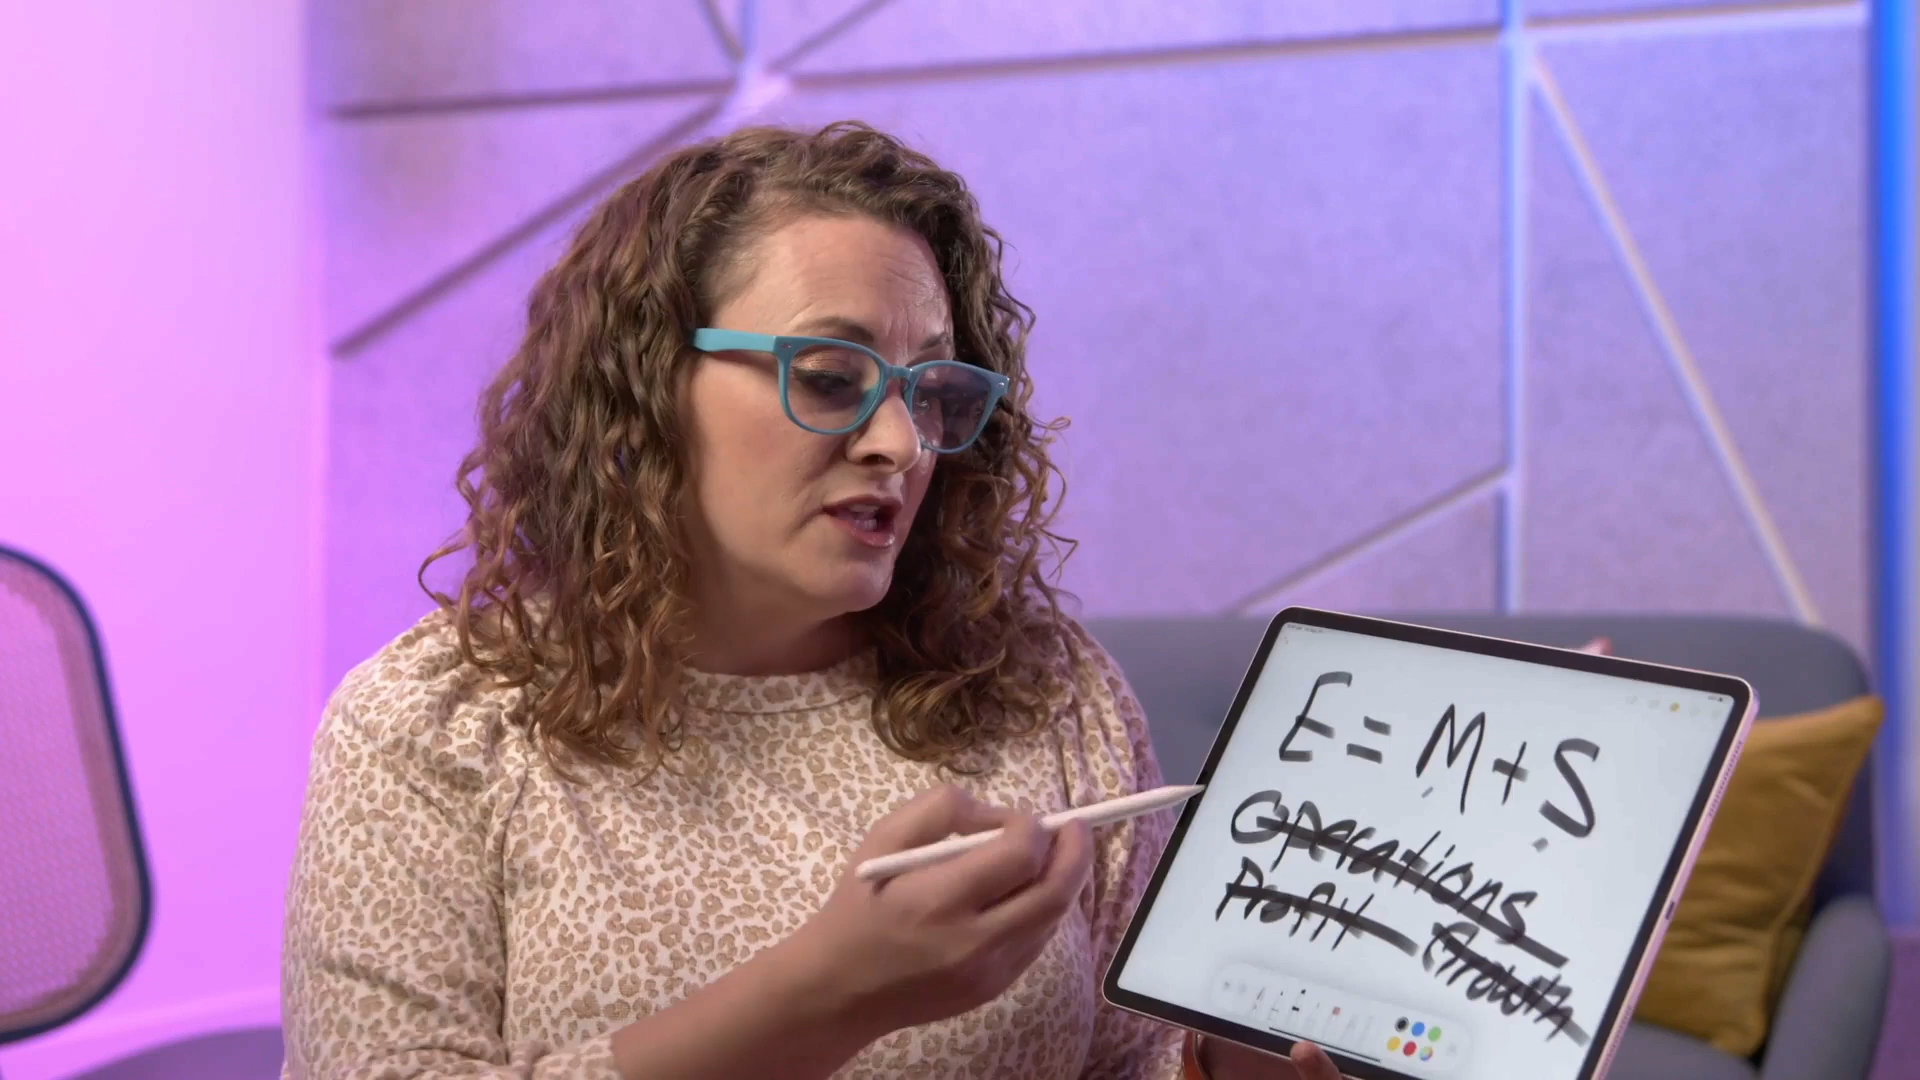 E = M + S
Operations
Profit Growth